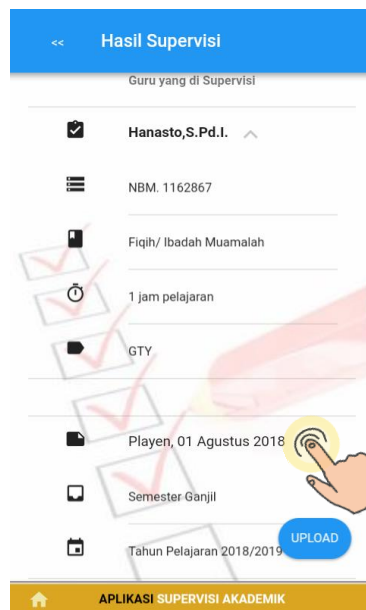 << Hasil Supervisi
Guru yang di Supervisi
Hanasto,S.Pd.I.
NBM. 1162867
Fiqih/ Ibadah Muamalah
1 jam pelajaran
GTY
Playen, 01 Agustus 2018
Semester Ganjil
UPLOAD
Tahun Pelajaran 2018/2019
APLIKASI SUPERVISI AKADEMIK